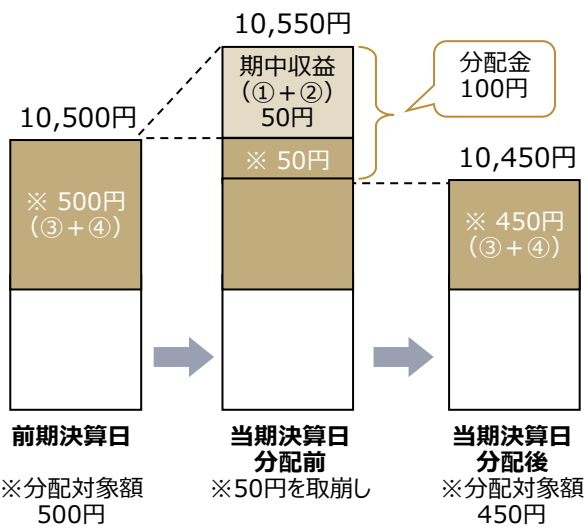 10,550円
期中収益
（①＋②）
50円
分配金
100円
10,500円
※ 50円
10,450円
※ 500円
（③＋④）
※ 450円
（③＋④）
前期決算日
当期決算日
分配前
当期決算日
分配後
※分配対象額
500円
※50円を取崩し
※分配対象額
450円